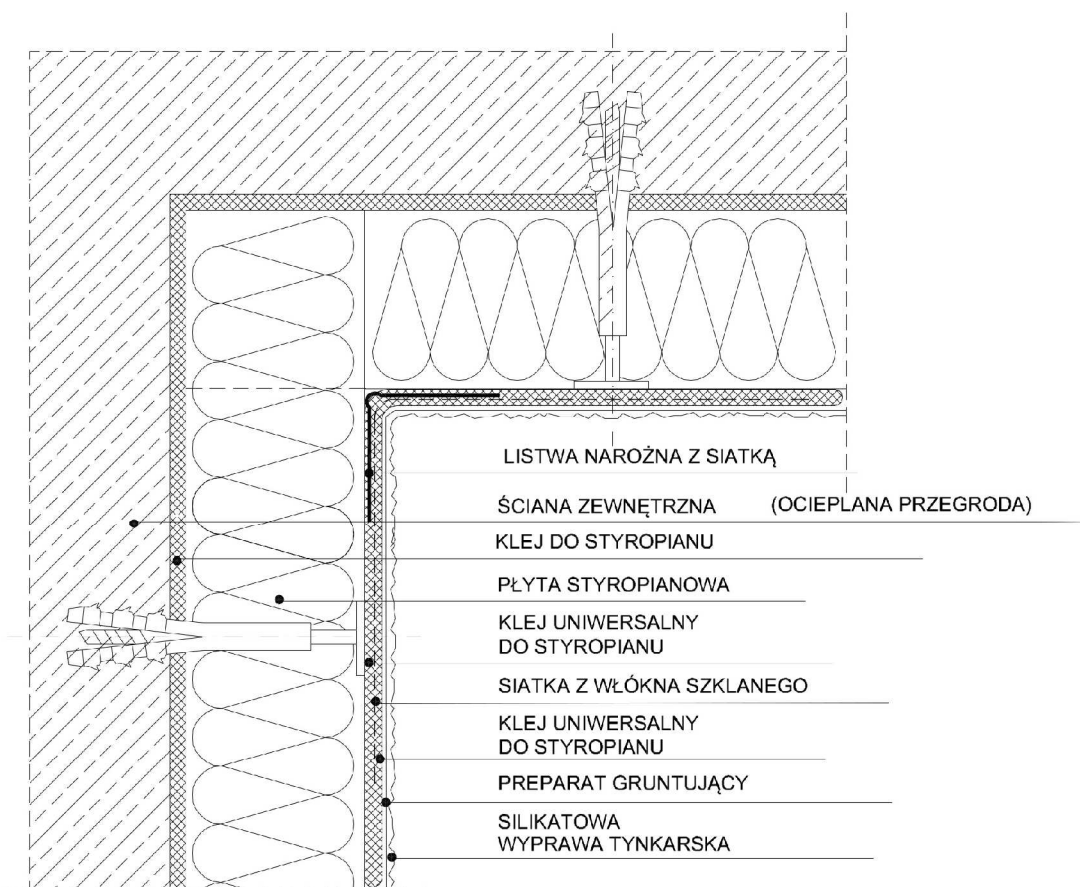 LISTWA NAROŻNA Z SIATKĄ
ŚCIANA ZEWNĘTRZNA (OCIEPLANA PRZEGRODA)
KLEJ DO STYROPIANU
PŁYTA STYROPIANOWA
KLEJ UNIWERSALNY
DO STYROPIANU
SIATKA Z WŁÓKNA SZKLANEGO
KLEJ UNIWERSALNY
DO STYROPIANU
PREPARAT GRUNTUJĄCY
SILIKATOWA
WYPRAWA TYNKARSKA